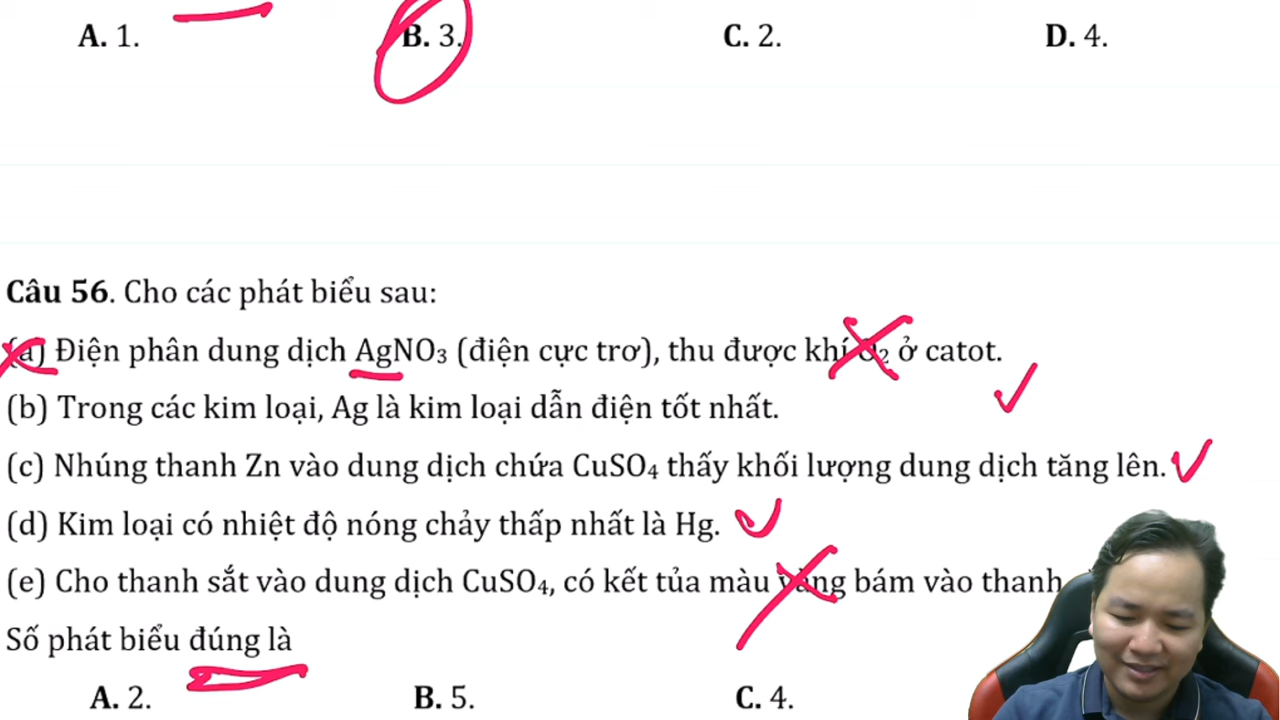 A. 1. B. 3. C. 2. D. 4.
Câu 56. Cho các phát biểu sau:
(a) Điện phân dung dịch AgNO₃ (điện cực trơ), thu được khí O₂ ở catot.
(b) Trong các kim loại, Ag là kim loại dẫn điện tốt nhất.
(c) Nhúng thanh Zn vào dung dịch chứa CuSO₄ thấy khối lượng dung dịch tăng lên.
(d) Kim loại có nhiệt độ nóng chảy thấp nhất là Hg.
(e) Cho thanh sắt vào dung dịch CuSO₄, có kết tủa màu vàng bám vào thanh
Số phát biểu đúng là
A. 2. B. 5. C. 4.